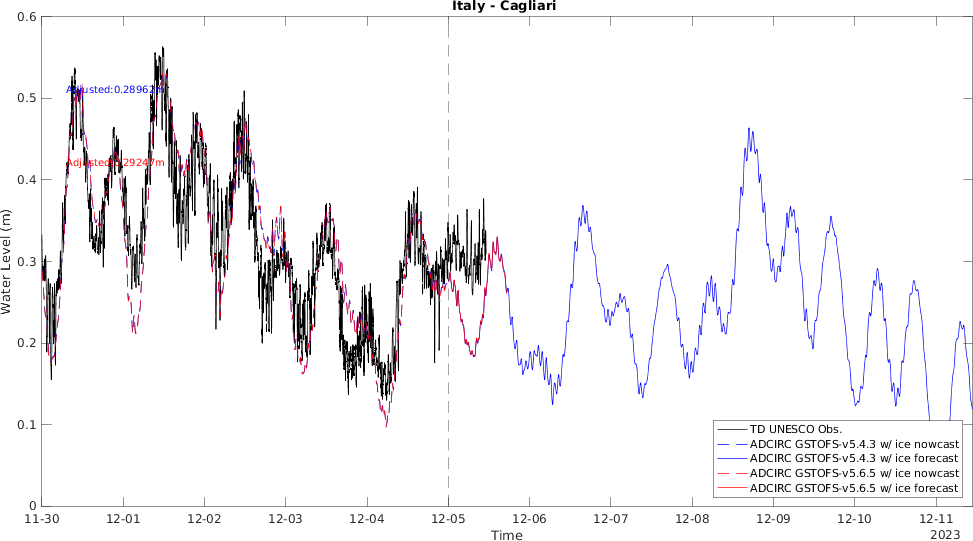 Italy - Cagliari
Water Level (m)
0.6
0.5
0.4
0.3
0.2
0.1
0
Adjusted:0.28962m
Adjusted:0.29247m
TD UNESCO Obs.
ADCIRC GSTOFS-v5.4.3 w/ ice nowcast
ADCIRC GSTOFS-v5.4.3 w/ ice forecast
ADCIRC GSTOFS-v5.6.5 w/ ice nowcast
ADCIRC GSTOFS-v5.6.5 w/ ice forecast
11-30 12-01 12-02 12-03 12-04 12-05 12-06 12-07 12-08 12-09 12-10 12-11
2023
Time